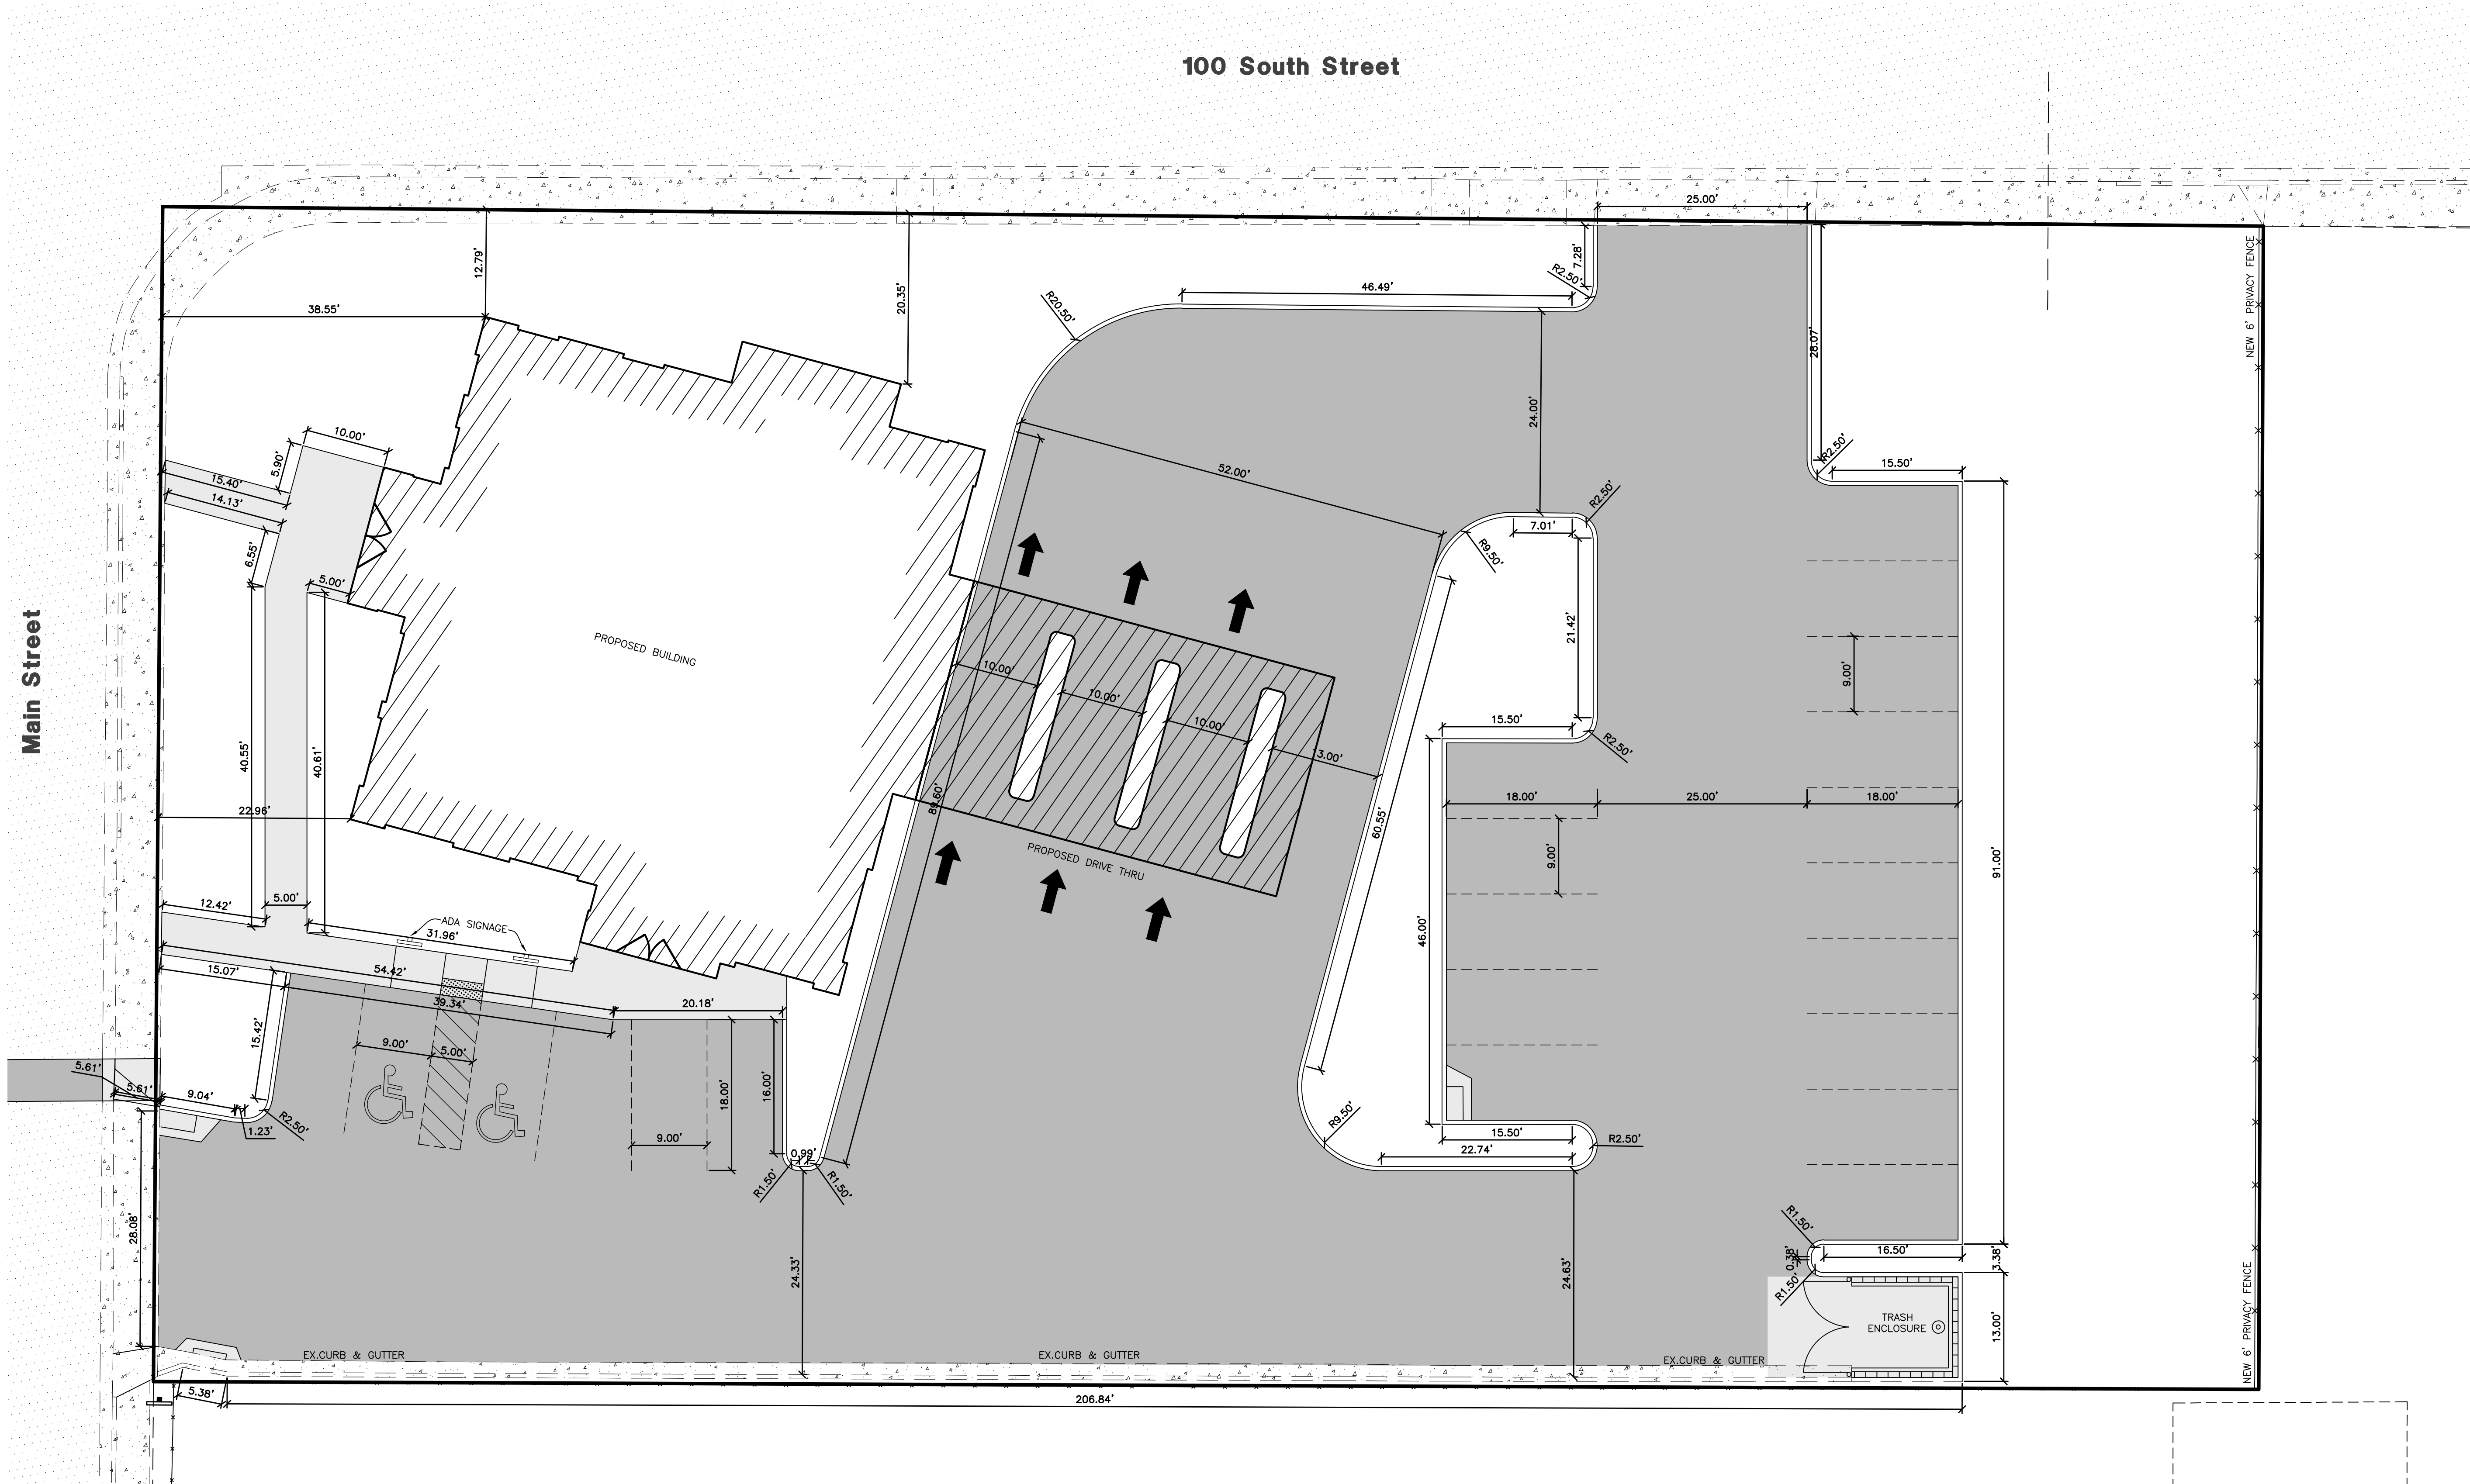 100 South Street
25.00'
12.79'
20.35'
7.28'
R2.50'
46.49'
R20.50'
38.55'
NEW 6' PRIVACY FENCE
28.07'
24.00'
10.00'
5.90'
15.40'
14.13'
R2.50'
15.50'
52.00'
R2.50'
7.01'
R9.50'
6.55'
5.00'
21.42'
Main Street
PROPOSED BUILDING
10.00'
10.00'
10.00'
13.00'
9.00'
15.50'
R2.50'
40.55'
40.61'
22.96'
89.60'
60.55'
18.00'
25.00'
18.00'
PROPOSED DRIVE THRU
9.00'
91.00'
12.42'
5.00'
ADA SIGNAGE
31.96'
46.00'
15.07'
54.42'
39.34'
20.18'
15.42'
9.00'
5.00'
5.61'
5.61'
9.04'
1.23'
R2.50'
18.00'
16.00'
9.00'
0.99'
R1.50'
R1.50'
R9.50'
15.50'
22.74'
R2.50'
28.08'
24.33'
24.63'
R1.50'
0.38'
16.50'
3.38'
R1.50'
TRASH
ENCLOSURE
13.00'
NEW 6' PRIVACY FENCE
EX.CURB & GUTTER
EX.CURB & GUTTER
EX.CURB & GUTTER
5.38'
206.84'